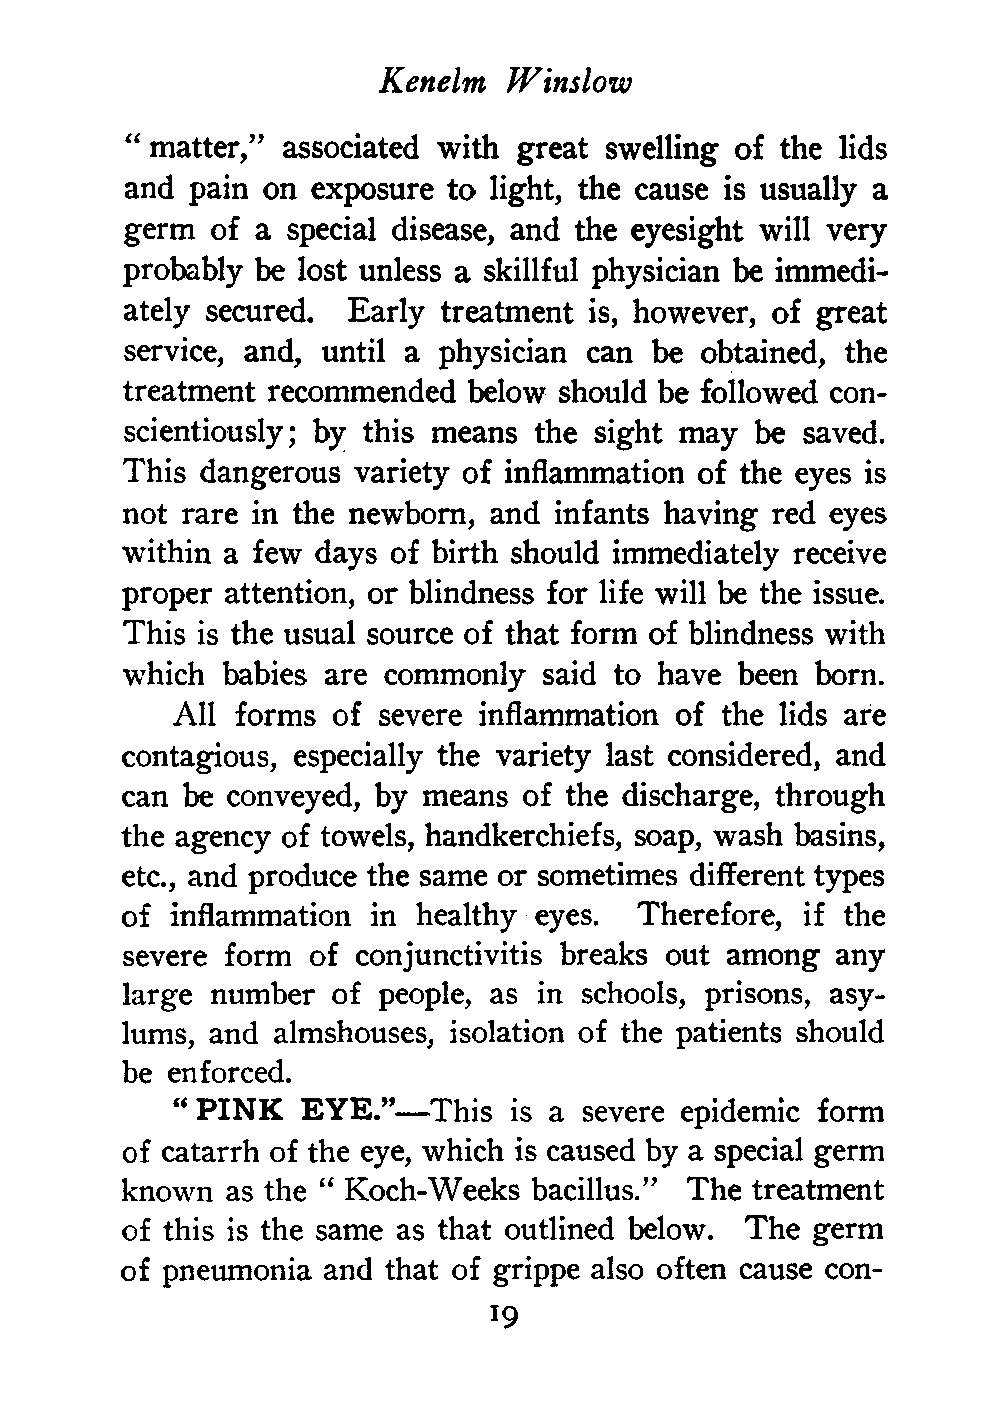 Kenelm Winslow
“ matter,” associated with great swelling of the lids
and pain on exposure to light, the cause is usually a
germ of a special disease, and the eyesight will very
probably be lost unless a skillful physician be immedi-
ately secured. Early treatment is, however, of great
service, and, until a physician can be obtained, the
treatment recommended below should be followed con-
scientiously; by this means the sight may be saved.
This dangerous variety of inflammation of the eyes is
not rare in the newborn, and infants having red eyes
within a few days of birth should immediately receive
proper attention, or blindness for life will be the issue.
This is the usual source of that form of blindness with
which babies are commonly said to have been born.
All forms of severe inflammation of the lids are
contagious, especially the variety last considered, and
can be conveyed, by means of the discharge, through
the agency of towels, handkerchiefs, soap, wash basins,
etc., and produce the same or sometimes different types
of inflammation in healthy eyes. Therefore, if the
severe form of conjunctivitis breaks out among any
large number of people, as in schools, prisons, asy-
lums, and almshouses, isolation of the patients should
be enforced.
“ PINK EYE.”—This is a severe epidemic form
of catarrh of the eye, which is caused by a special germ
known as the “ Koch-Weeks bacillus.” The treatment
of this is the same as that outlined below. The germ
of pneumonia and that of grippe also often cause con-
19